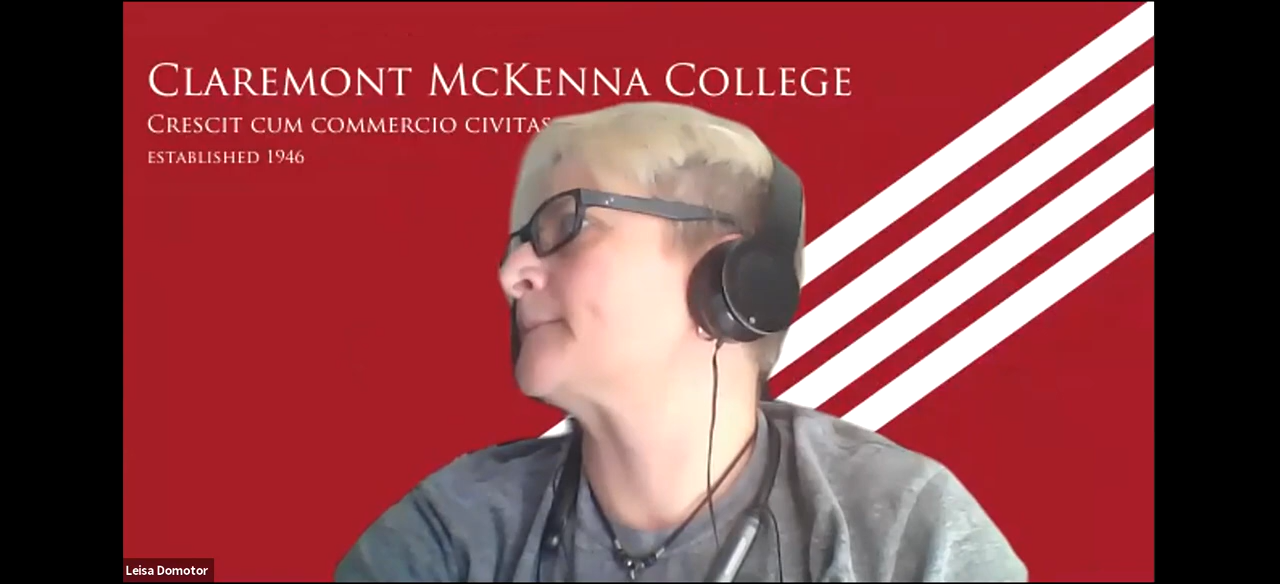 Claremont McKenna College
Crescit cum commercio civitas
established 1946
Leisa Domotor